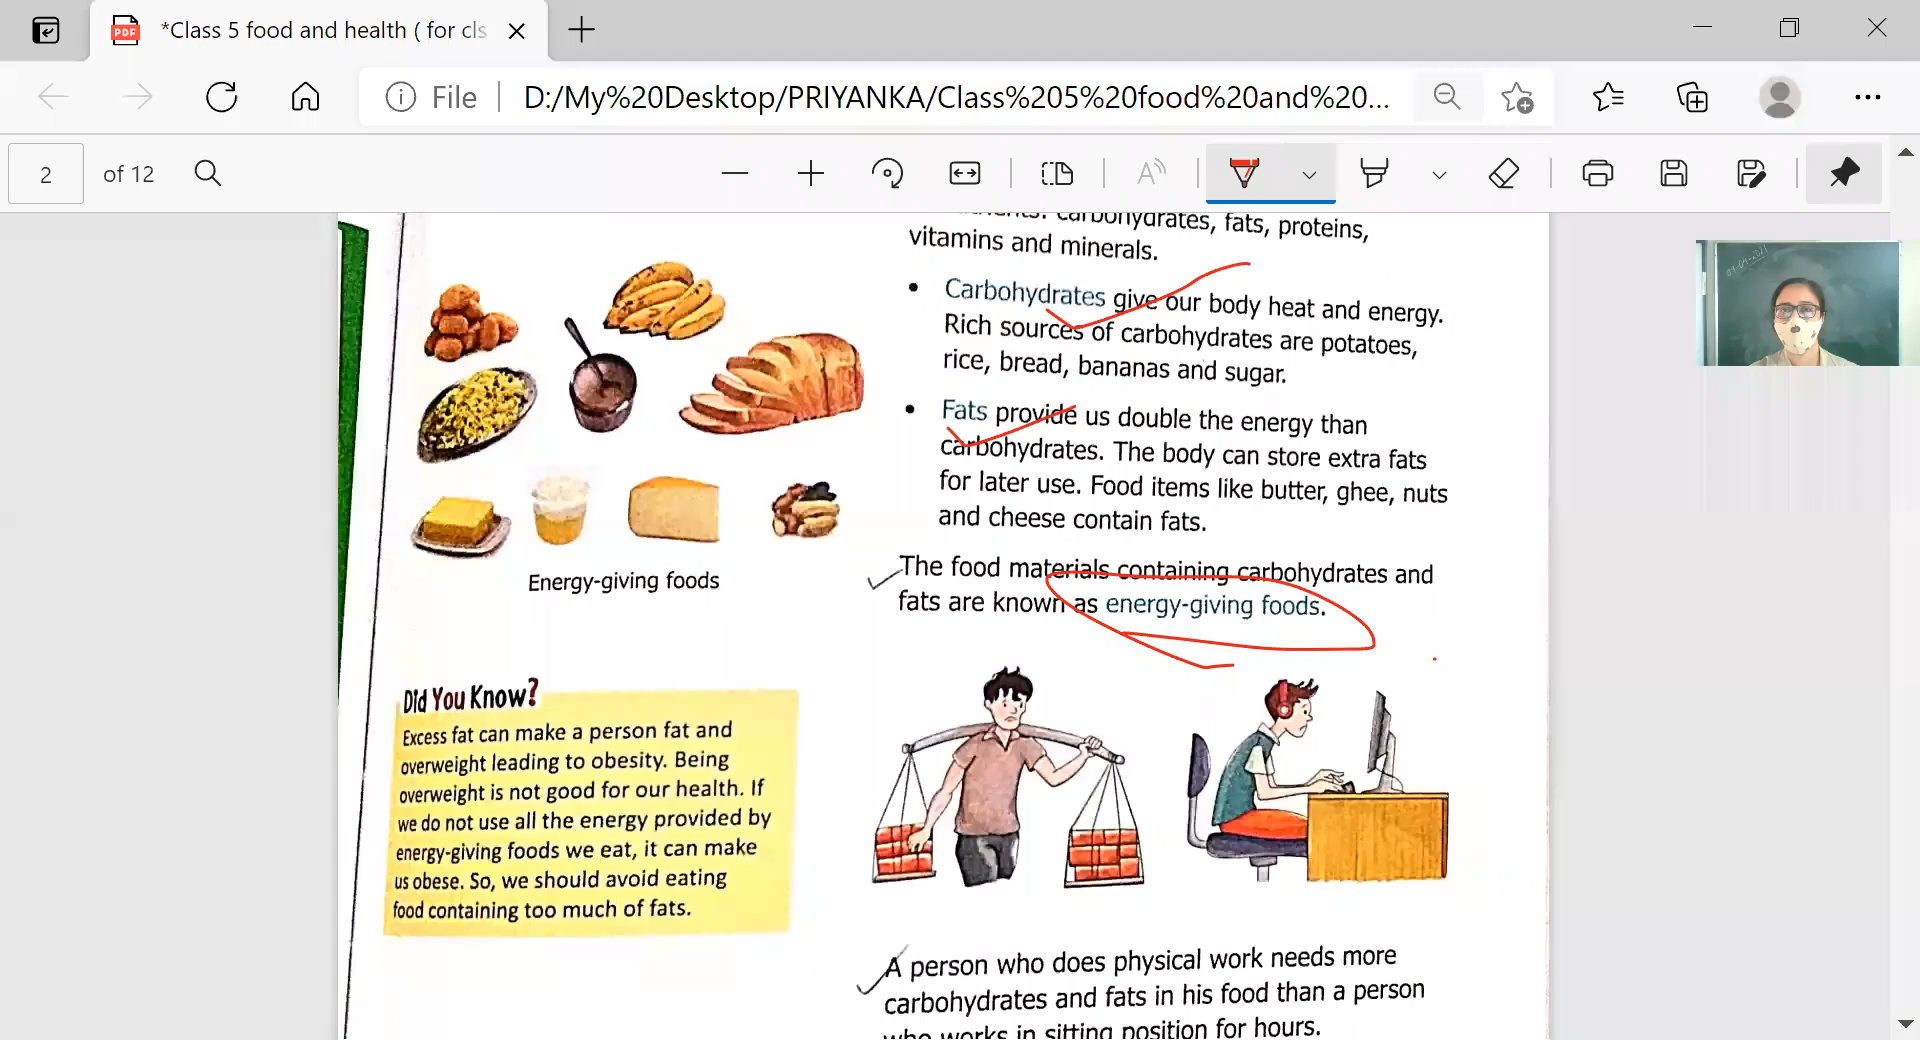 *Class 5 food and health ( for cls
File
D:/My%20Desktop/PRIYANKA/Class%205%20food%20and%20...
2
of 12
carbohydrates, fats, proteins,
vitamins and minerals.
• Carbohydrates give our body heat and energy.
Rich sources of carbohydrates are potatoes,
rice, bread, bananas and sugar.
• Fats provide us double the energy than
carbohydrates. The body can store extra fats
for later use. Food items like butter, ghee, nuts
and cheese contain fats.
Energy-giving foods
The food materials containing carbohydrates and
fats are known as energy-giving foods.
Did You Know?
Excess fat can make a person fat and
overweight leading to obesity. Being
overweight is not good for our health. If
we do not use all the energy provided by
energy-giving foods we eat, it can make
us obese. So, we should avoid eating
food containing too much of fats.
A person who does physical work needs more
carbohydrates and fats in his food than a person
who works in sitting position for hours.